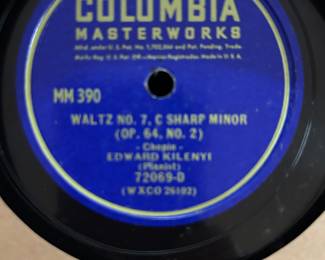 COLUMBIA
MASTERWORKS
MM 390
WALTZ NO. 7, C SHARP MINOR
(OP. 64, NO. 2)
- Chopin -
EDWARD KILENYI
(Pianist)
72069-D
(WXCO 26102)